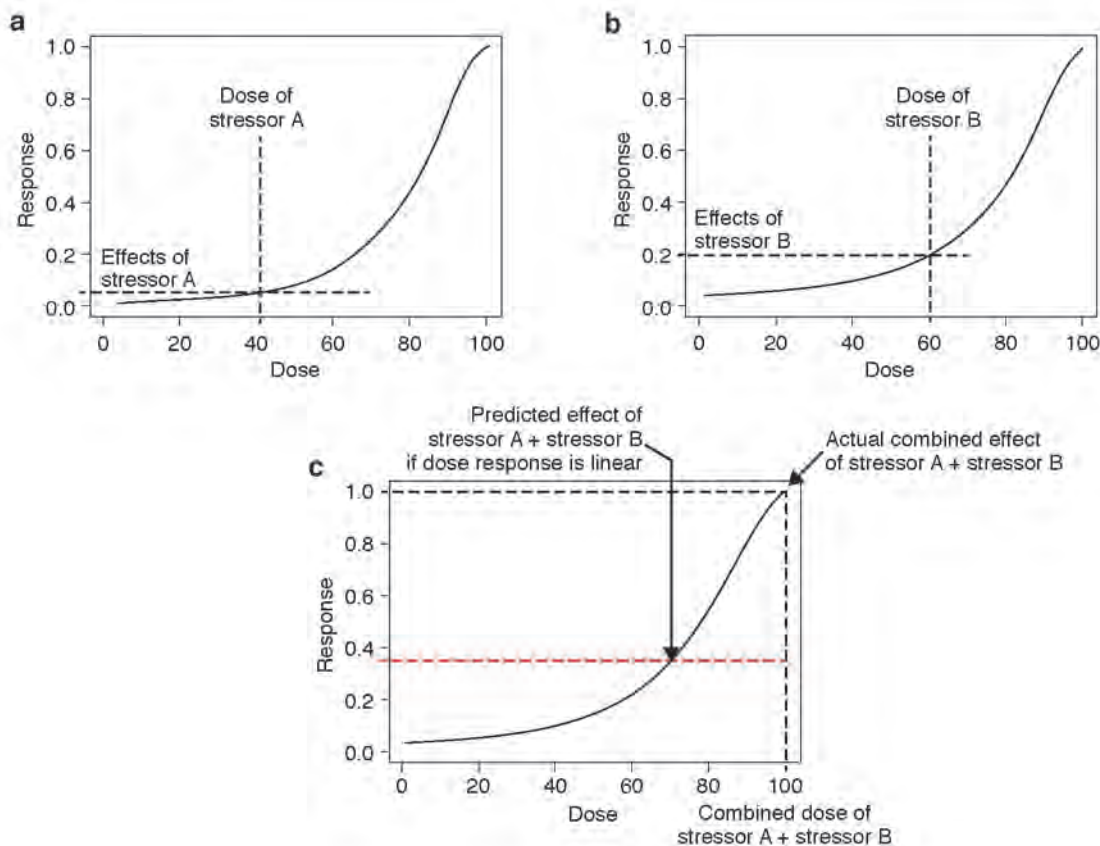 a
1.0
0.8
0.6
0.4
0.2
0.0
Response
Dose of
stressor A
Effects of
stressor A
0 20 40 60 80 100
Dose
b
1.0
0.8
0.6
0.4
0.2
0.0
Response
Dose of
stressor B
Effects of
stressor B
0 20 40 60 80 100
Dose
Predicted effect of
stressor A + stressor B
if dose response is linear
Actual combined effect
of stressor A + stressor B
c
1.0
0.8
0.6
0.4
0.2
0.0
Response
0 20 40 60 80 100
Dose
Combined dose of
stressor A + stressor B